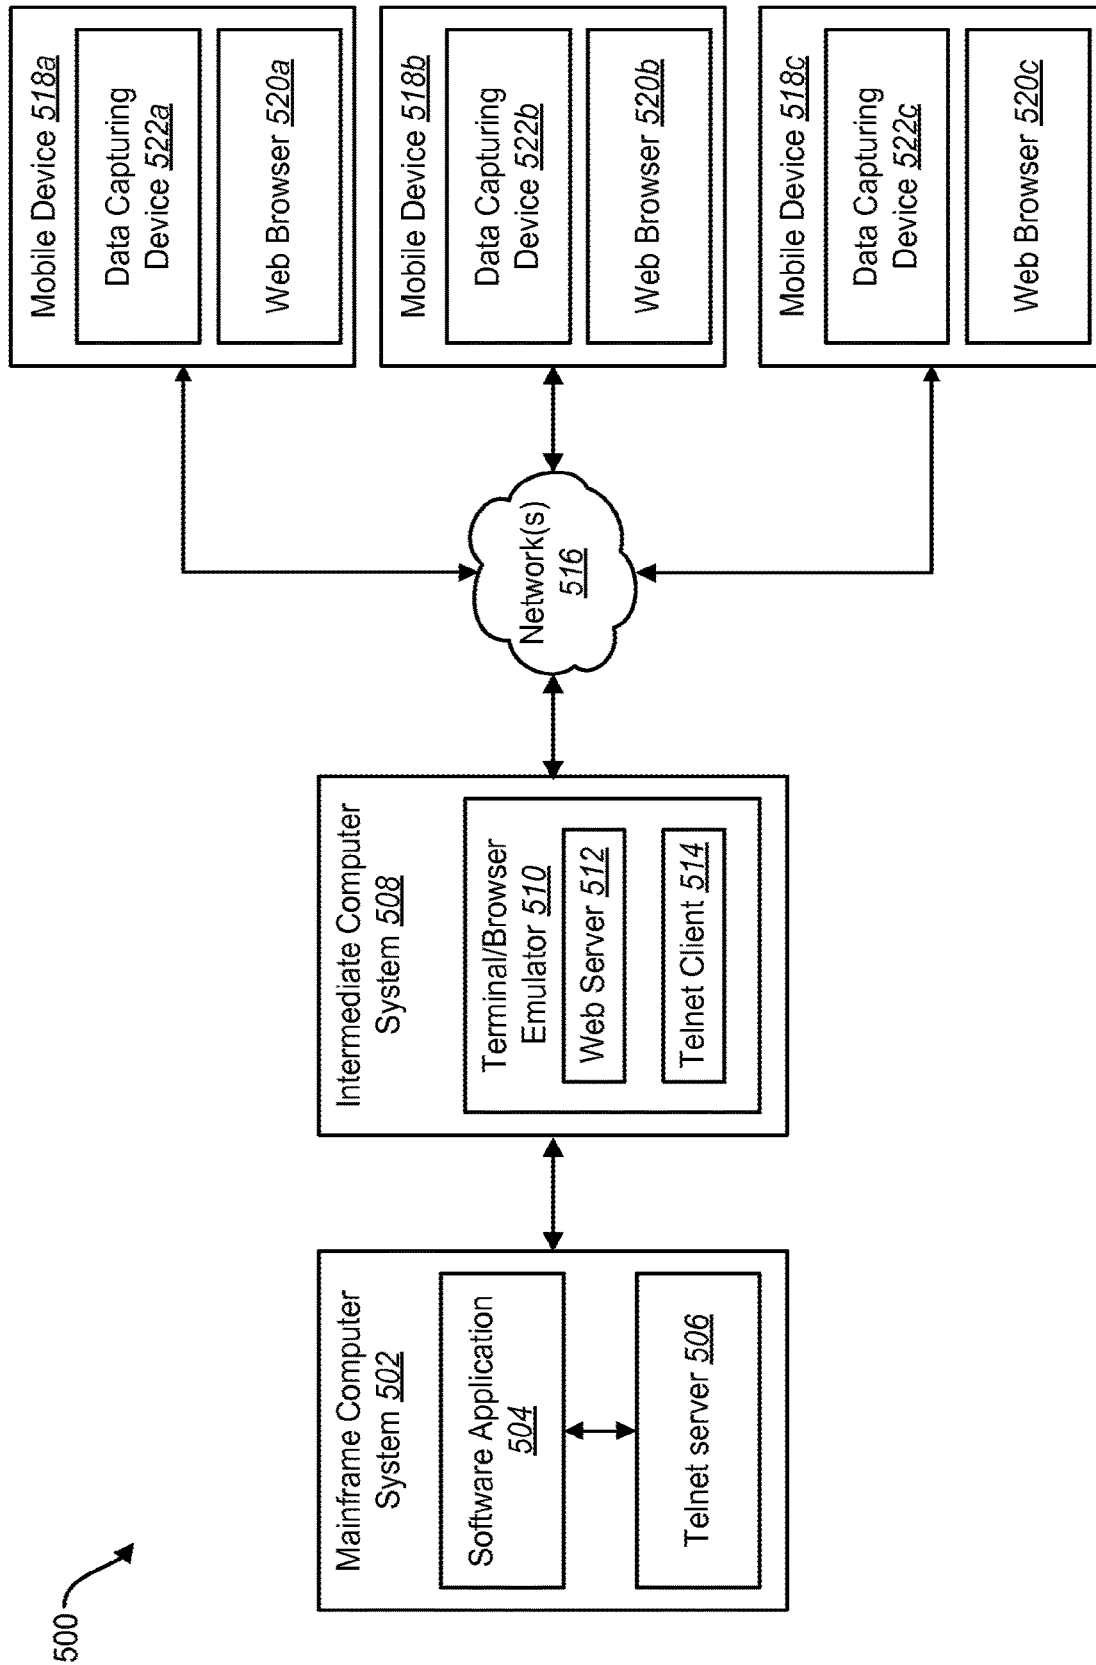 500
Mainframe Computer
System 502
Software Application
504
Telnet server 506
Intermediate Computer
System 508
Terminal/Browser
Emulator 510
Web Server 512
Telnet Client 514
Network(s)
516
Mobile Device 518a
Data Capturing
Device 522a
Web Browser 520a
Mobile Device 518b
Data Capturing
Device 522b
Web Browser 520b
Mobile Device 518c
Data Capturing
Device 522c
Web Browser 520c